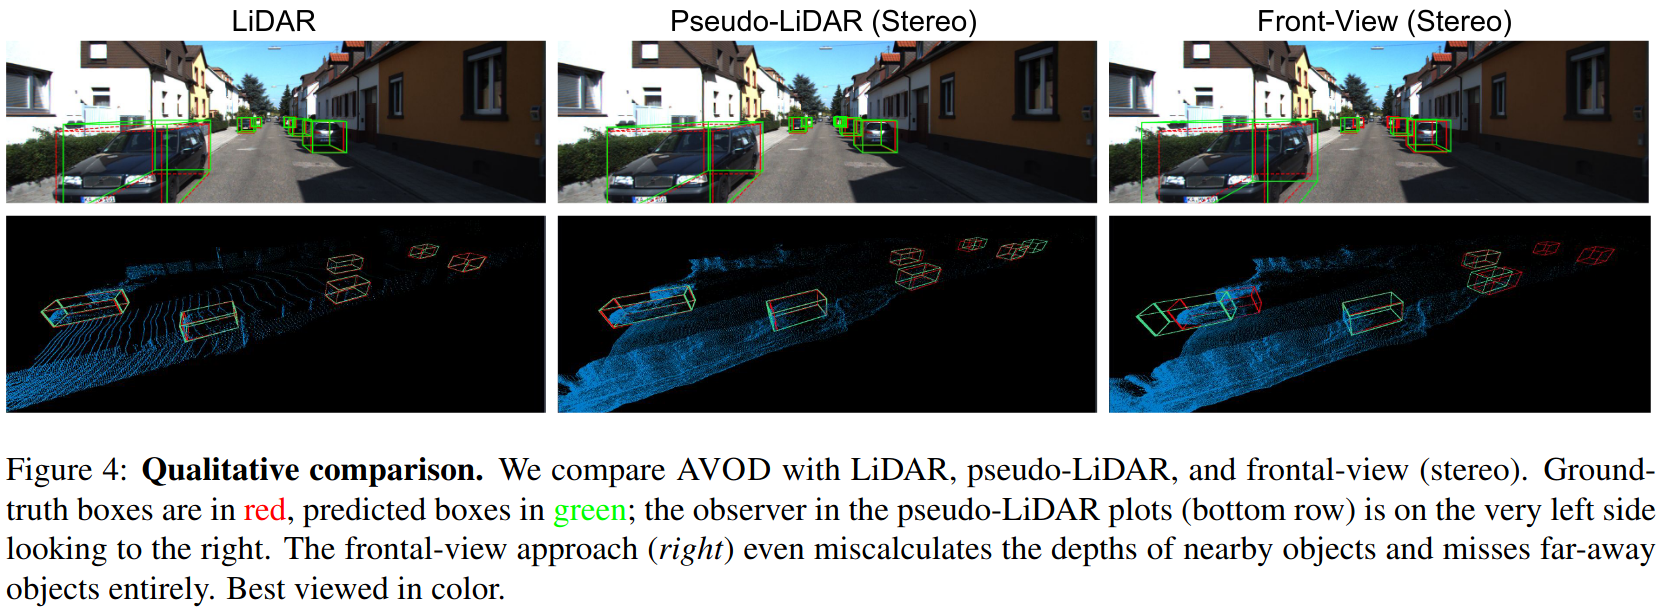 LiDAR
Pseudo-LiDAR (Stereo)
Front-View (Stereo)
Figure 4: Qualitative comparison. We compare AVOD with LiDAR, pseudo-LiDAR, and frontal-view (stereo). Ground-
truth boxes are in red, predicted boxes in green; the observer in the pseudo-LiDAR plots (bottom row) is on the very left side
looking to the right. The frontal-view approach (right) even miscalculates the depths of nearby objects and misses far-away
objects entirely. Best viewed in color.